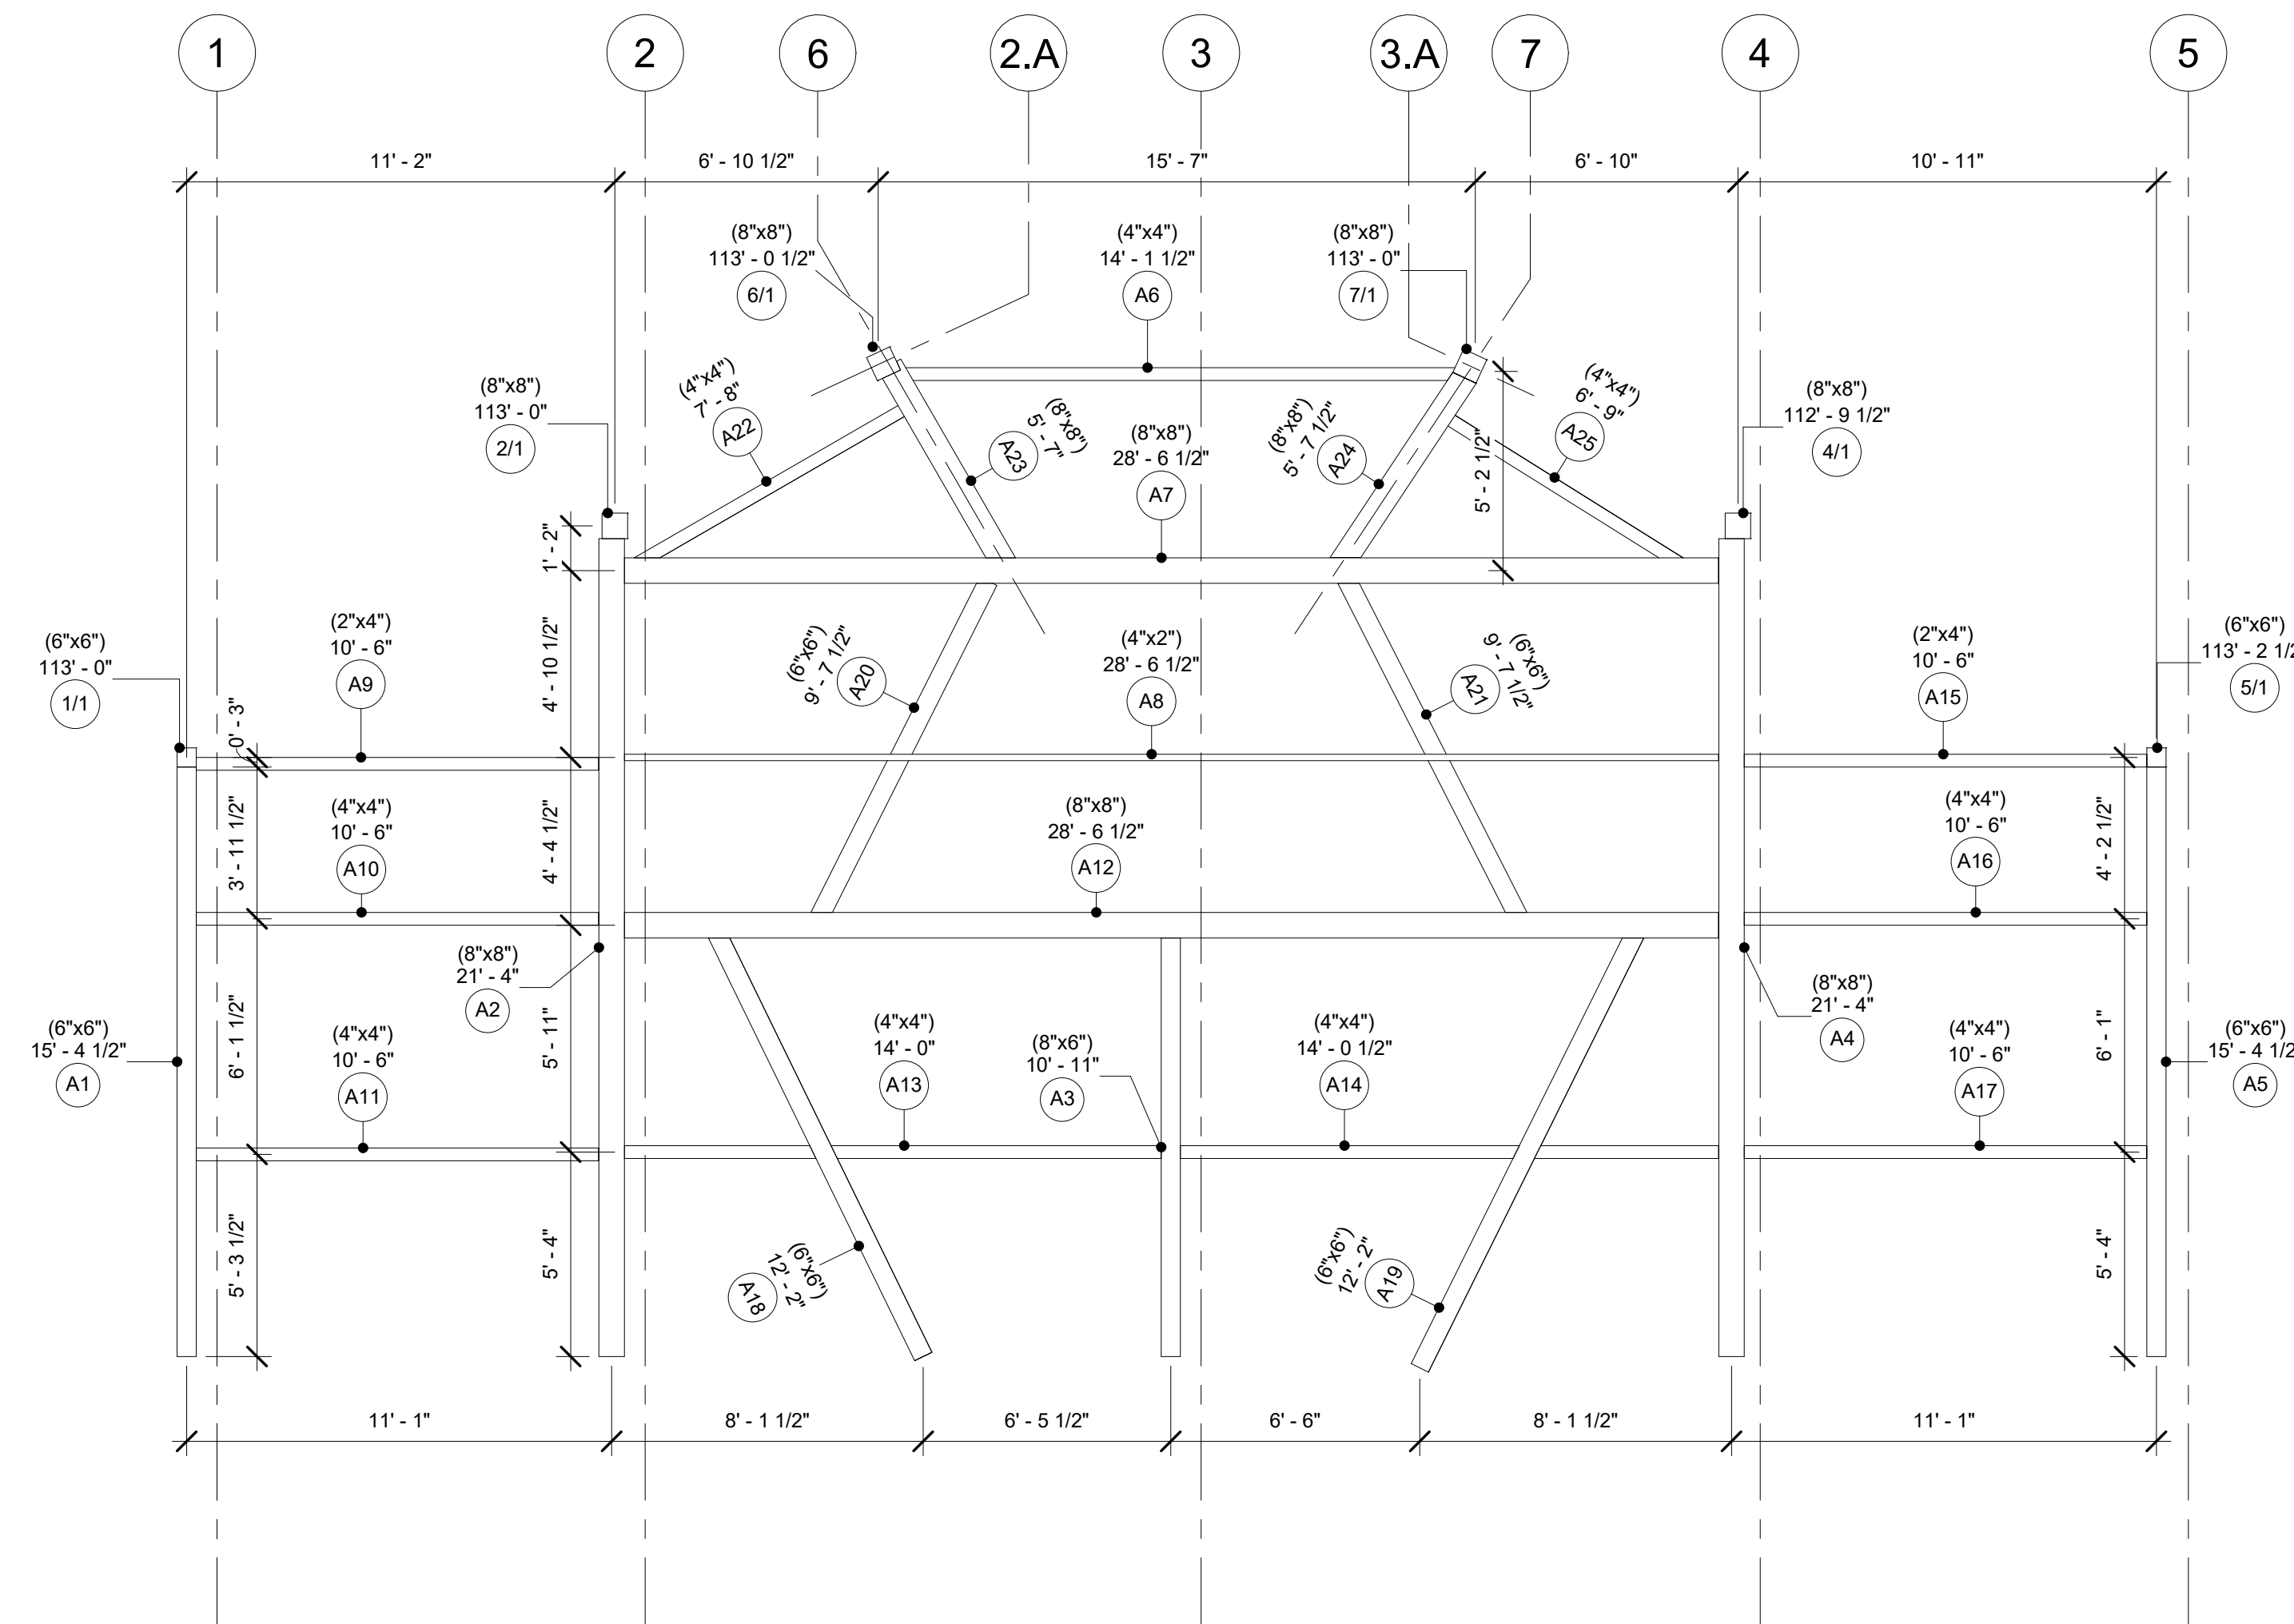 1
2
6
2.A
3
3.A
7
4
5
11' - 2"
6' - 10 1/2"
15' - 7"
6' - 10"
10' - 11"
(8"x8")
113' - 0 1/2"
6/1
(4"x4")
14' - 1 1/2"
A6
(8"x8")
113' - 0"
7/1
(8"x8")
113' - 0"
2/1
(4"x4")
7' - 8"
A22
(8"x8")
5' - 7"
A23
(8"x8")
28' - 6 1/2"
A7
(8"x8")
5' - 7 1/2"
A24
5' - 2 1/2"
(4"x4")
6' - 9"
A25
(8"x8")
112' - 9 1/2"
4/1
1' - 2"
4' - 10 1/2"
(6"x6")
113' - 0"
1/1
(2"x4")
10' - 6"
A9
0' - 3"
(6"x6")
9' - 7 1/2"
A20
(4"x2")
28' - 6 1/2"
A8
(6"x6")
9' - 7 1/2"
A21
(2"x4")
10' - 6"
A15
(6"x6")
113' - 2 1/2
5/1
3' - 11 1/2"
(4"x4")
10' - 6"
A10
4' - 4 1/2"
(8"x8")
28' - 6 1/2"
A12
(4"x4")
10' - 6"
A16
4' - 2 1/2"
(8"x8")
21' - 4"
A2
(8"x8")
21' - 4"
A4
(6"x6")
15' - 4 1/2"
A1
6' - 1 1/2"
(4"x4")
10' - 6"
A11
5' - 11"
(4"x4")
14' - 0"
A13
(8"x6")
10' - 11"
A3
(4"x4")
14' - 0 1/2"
A14
(4"x4")
10' - 6"
A17
6' - 1"
(6"x6")
15' - 4 1/2
A5
5' - 3 1/2"
5' - 4"
(6"x6")
12' - 2"
A18
(6"x6")
12' - 2"
A19
5' - 4"
11' - 1"
8' - 1 1/2"
6' - 5 1/2"
6' - 6"
8' - 1 1/2"
11' - 1"